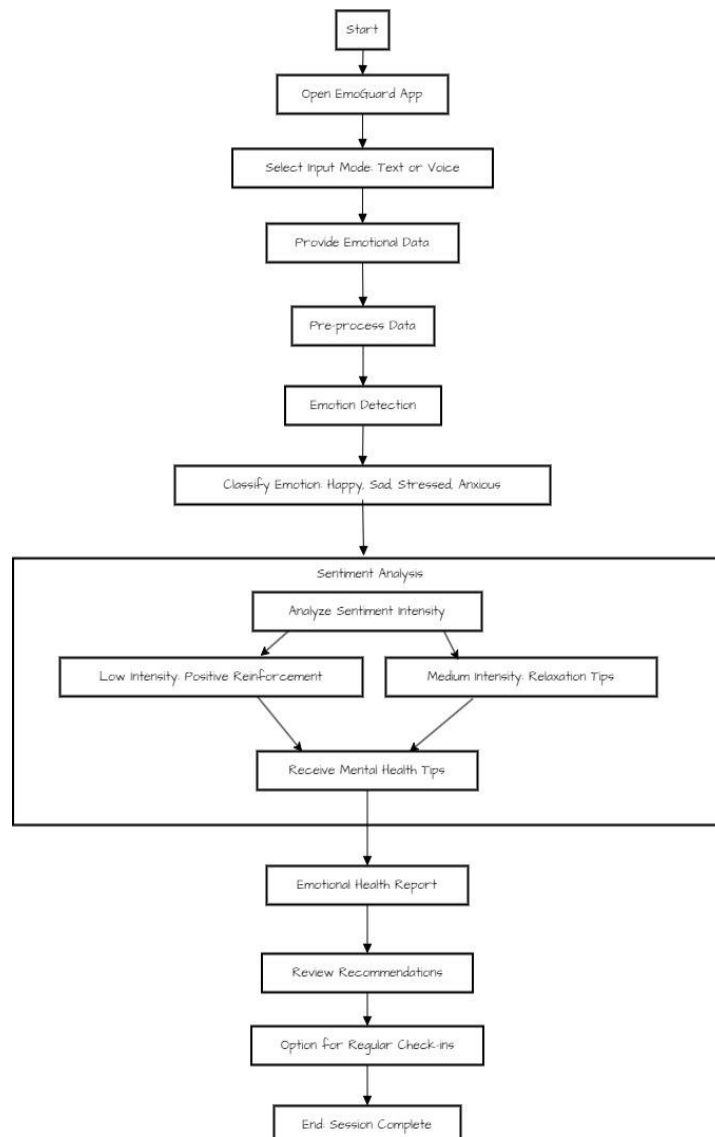 Start
Open EmoGuard App
Select Input Mode: Text or Voice
Provide Emotional Data
Pre-process Data
Emotion Detection
Classify Emotion: Happy, Sad, Stressed, Anxious
Sentiment Analysis
Analyze Sentiment Intensity
Low Intensity: Positive Reinforcement
Medium Intensity: Relaxation Tips
Receive Mental Health Tips
Emotional Health Report
Review Recommendations
Option for Regular Check-ins
End: Session Complete